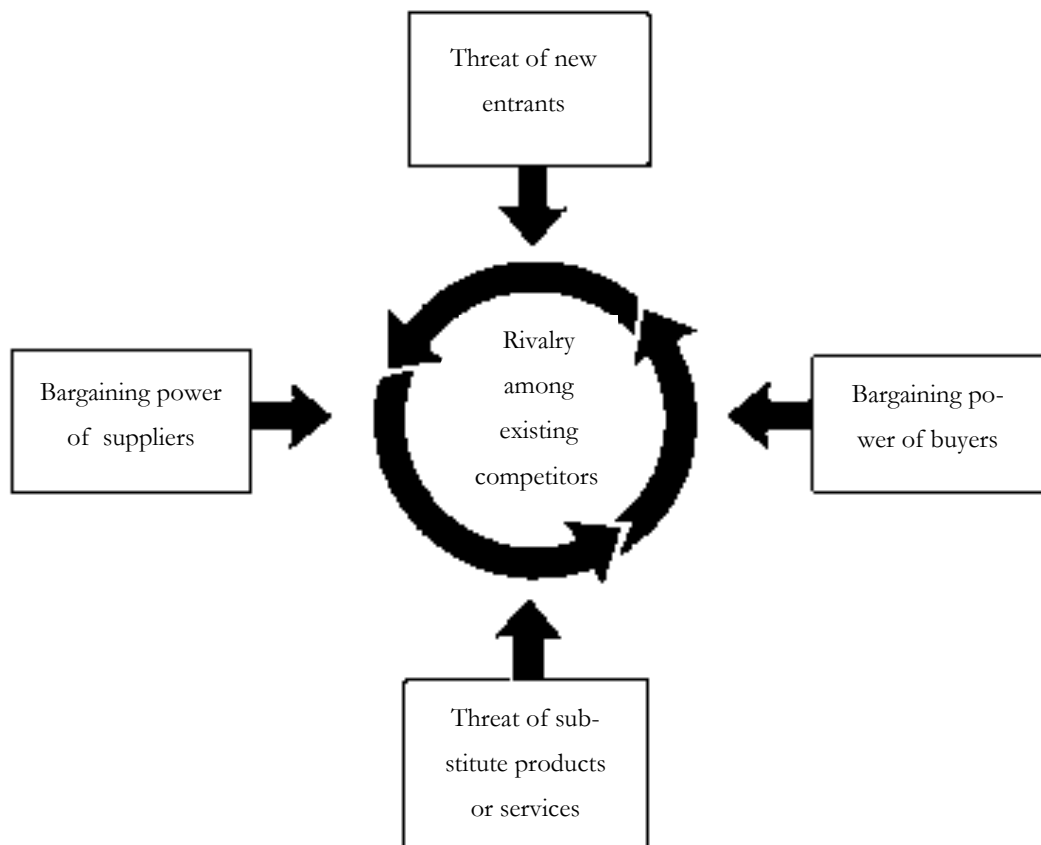 Threat of new
entrants
Rivalry
among
existing
competitors
Bargaining power
of suppliers
Bargaining po-
wer of buyers
Threat of sub-
stitute products
or services